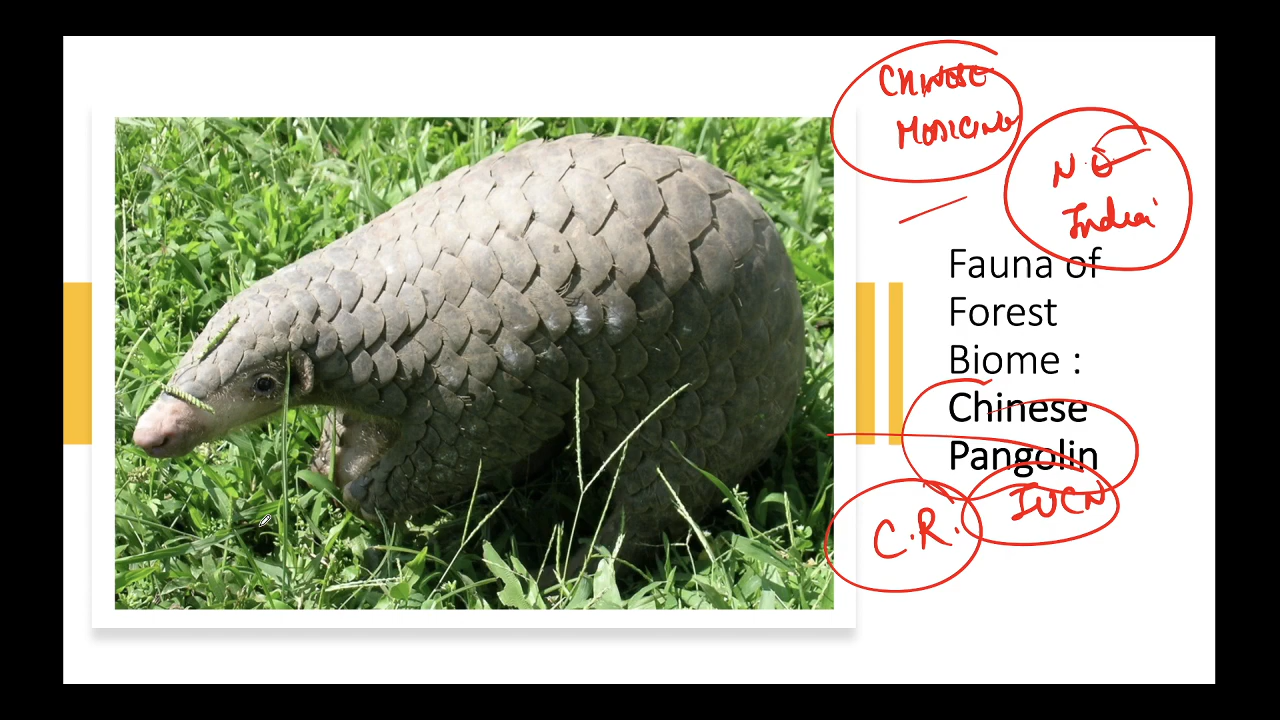 CHINESE
MEDICINE
N.E
India
Fauna of
Forest
Biome :
Chinese
Pangolin
IUCN
C.R.